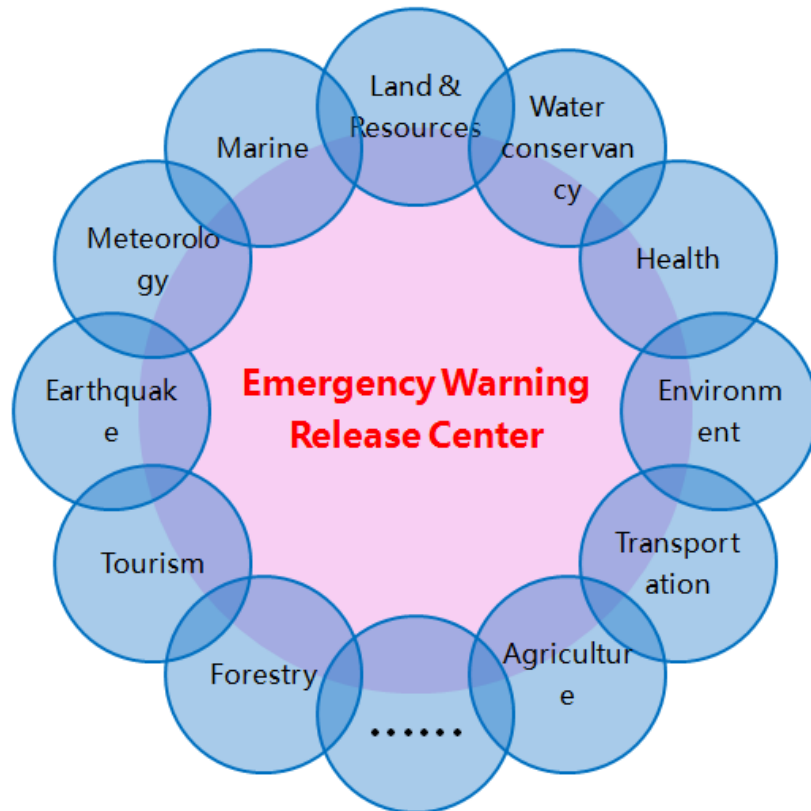 Land &
Resources
Water
conservan
cy
Health
Environm
ent
Transport
ation
Agricultur
e
......
Forestry
Tourism
Earthquak
e
Meteorolo
gy
Marine
Emergency Warning
Release Center